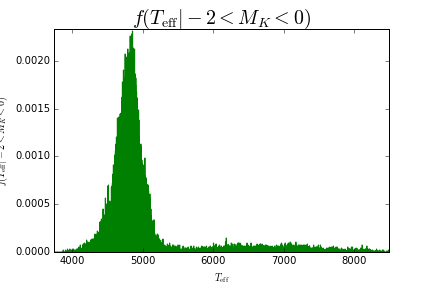 f(T_eff | − 2 < M_K < 0)
f(T_eff | − 2 < M_K < 0)
0.0020
0.0015
0.0010
0.0005
0.0000
4000 5000 6000 7000 8000
T_eff